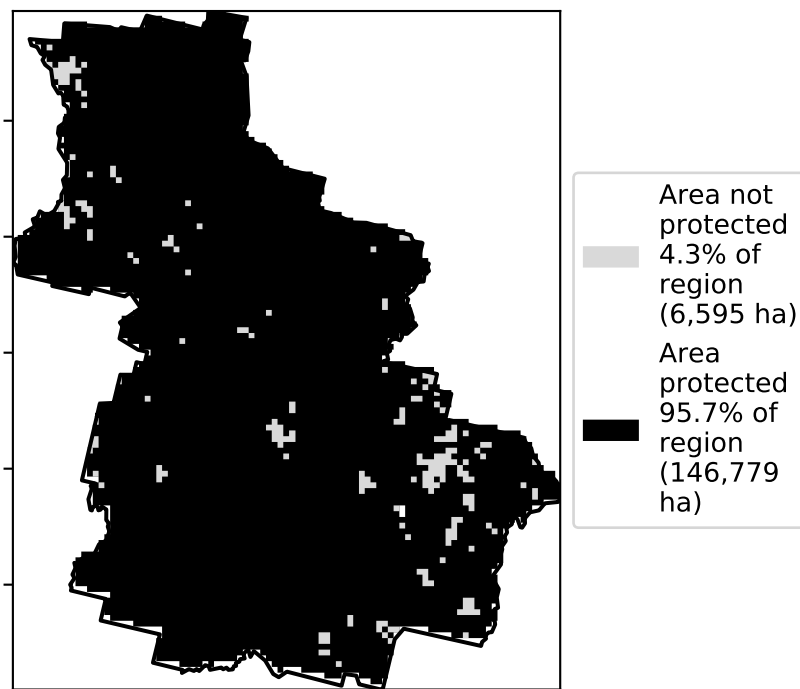 Area not
protected
4.3% of
region
(6,595 ha)
Area
protected
95.7% of
region
(146,779
ha)